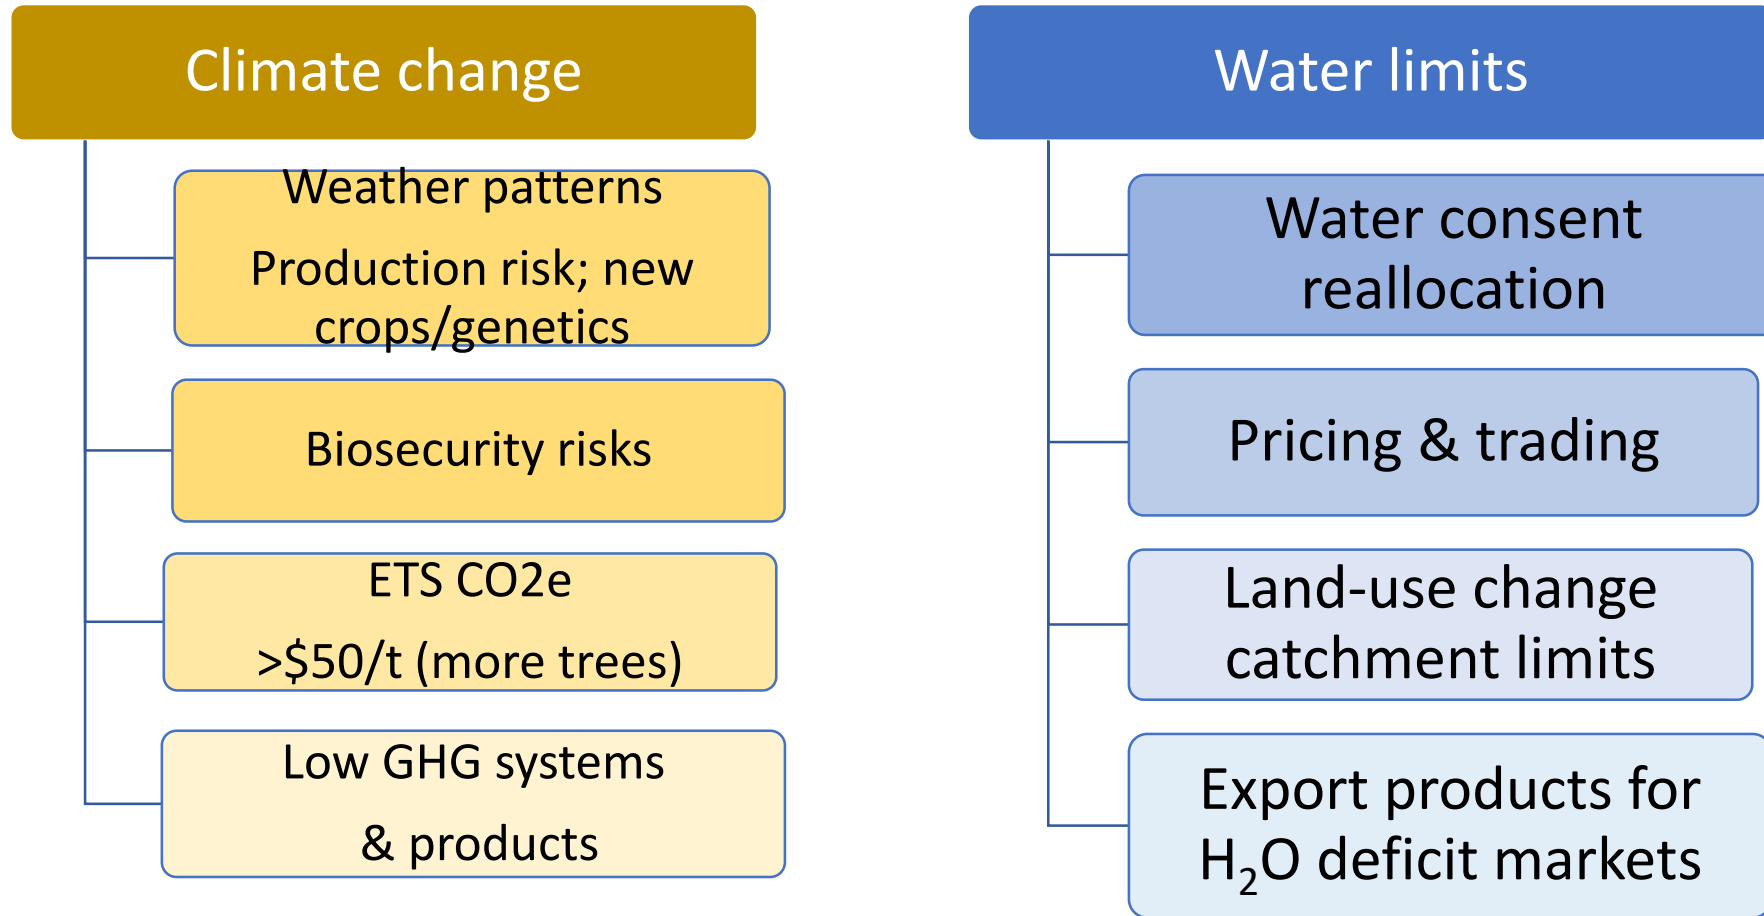 Climate change
Weather patterns
Production risk; new
crops/genetics
Biosecurity risks
ETS CO2e
>$50/t (more trees)
Low GHG systems
& products
Water limits
Water consent
reallocation
Pricing & trading
Land-use change
catchment limits
Export products for
H₂O deficit markets